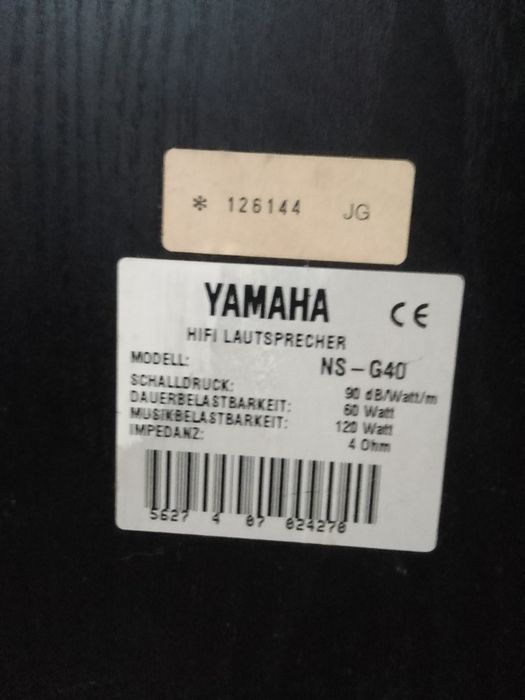 * 126144 JG
YAMAHA CE
HIFI LAUTSPRECHER
MODELL: NS-G40
SCHALLDRUCK: 90 dB/Watt/m
DAUERBELASTBARKEIT: 60 Watt
MUSIKBELASTBARKEIT: 120 Watt
IMPEDANZ: 4 Ohm
5627 4 07 024270